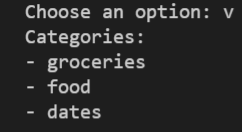 Choose an option: v
Categories:
- groceries
- food
- dates